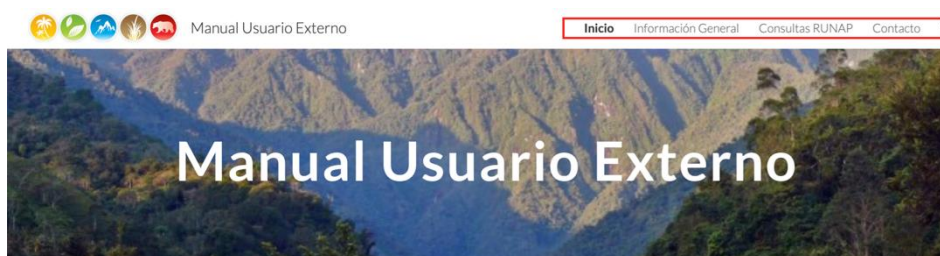 Manual Usuario Externo
Inicio Información General Consultas RUNAP Contacto
Manual Usuario Externo